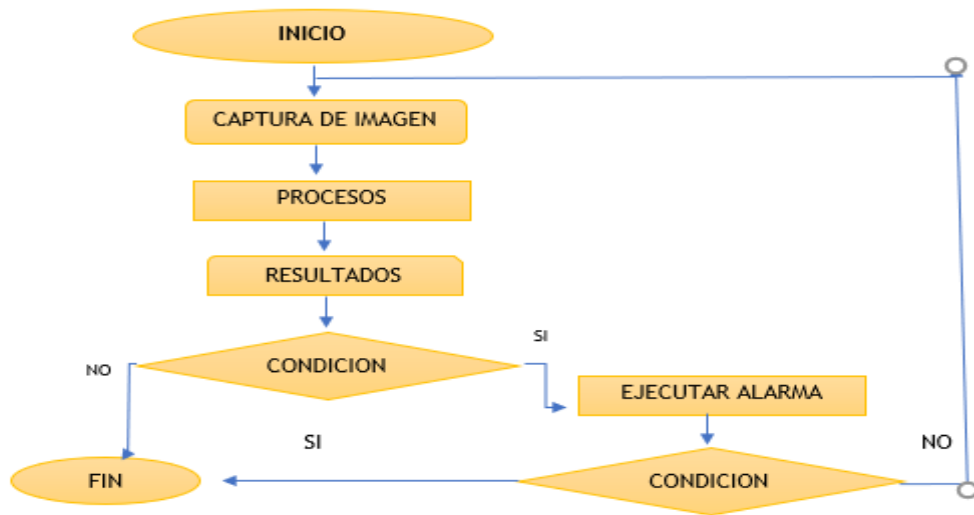 INICIO
CAPTURA DE IMAGEN
PROCESOS
RESULTADOS
SI
CONDICION
NO
EJECUTAR ALARMA
SI
NO
FIN
CONDICION